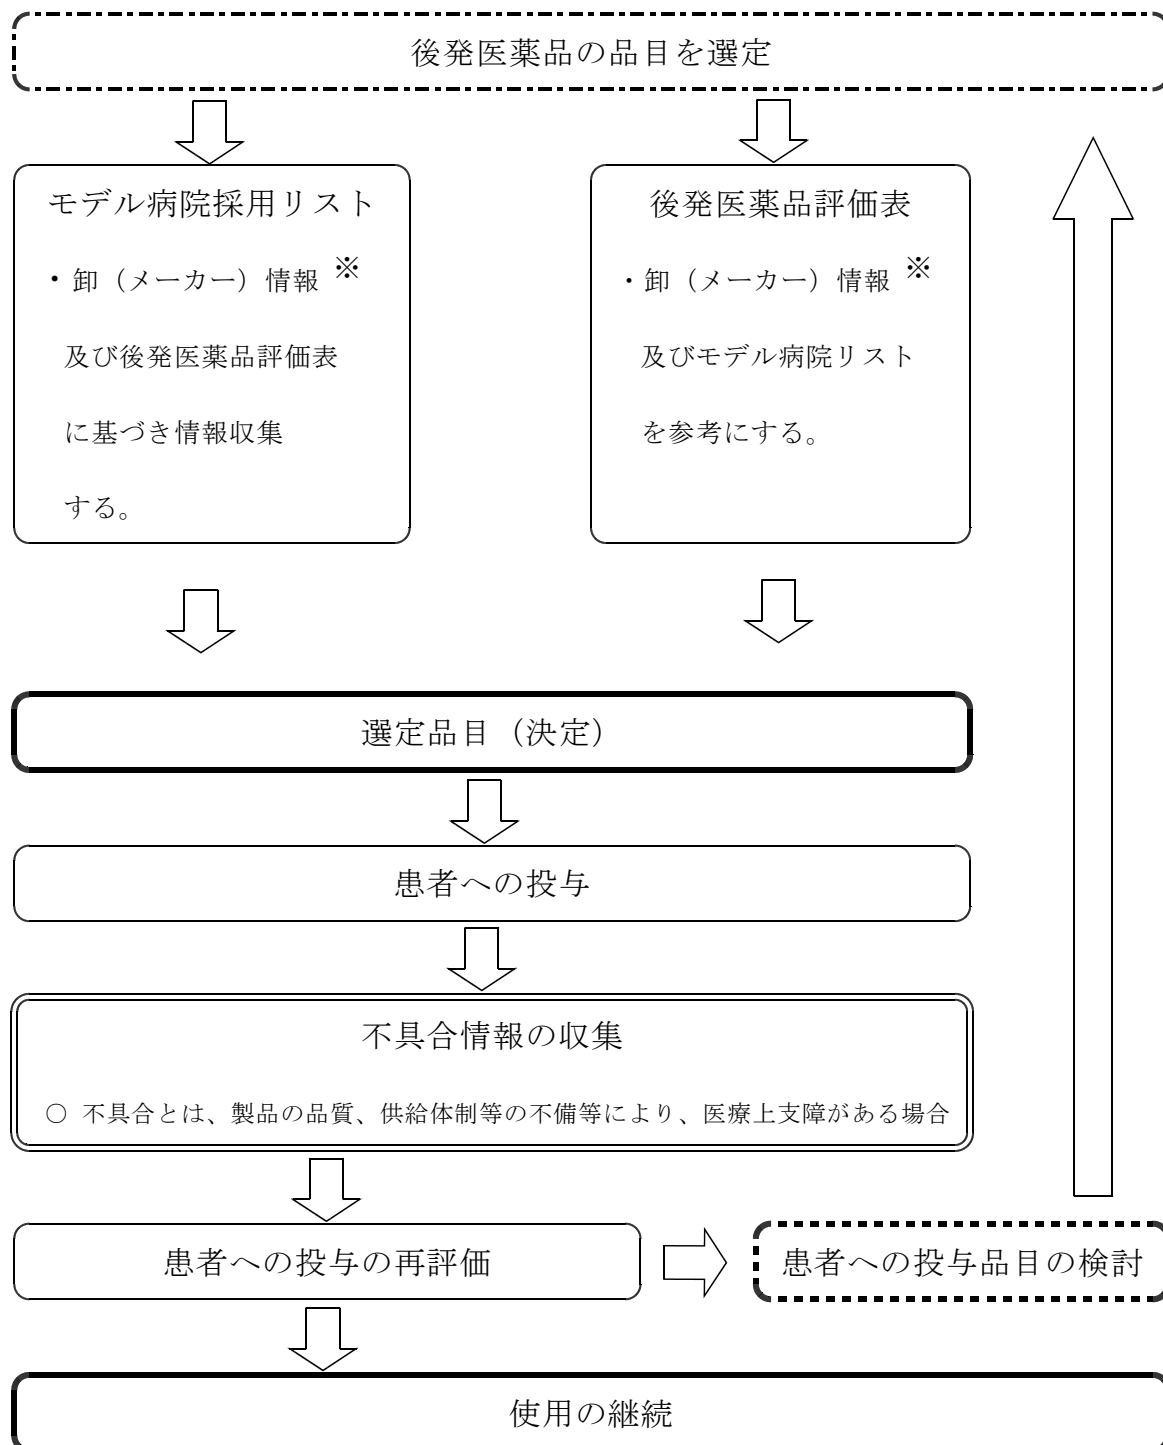 後発医薬品の品目を選定
モデル病院採用リスト
・卸（メーカー）情報※
及び後発医薬品評価表
に基づき情報収集
する。
後発医薬品評価表
・卸（メーカー）情報※
及びモデル病院リスト
を参考にする。
選定品目（決定）
患者への投与
不具合情報の収集
○ 不具合とは、製品の品質、供給体制等の不備等により、医療上支障がある場合
患者への投与の再評価
患者への投与品目の検討
使用の継続